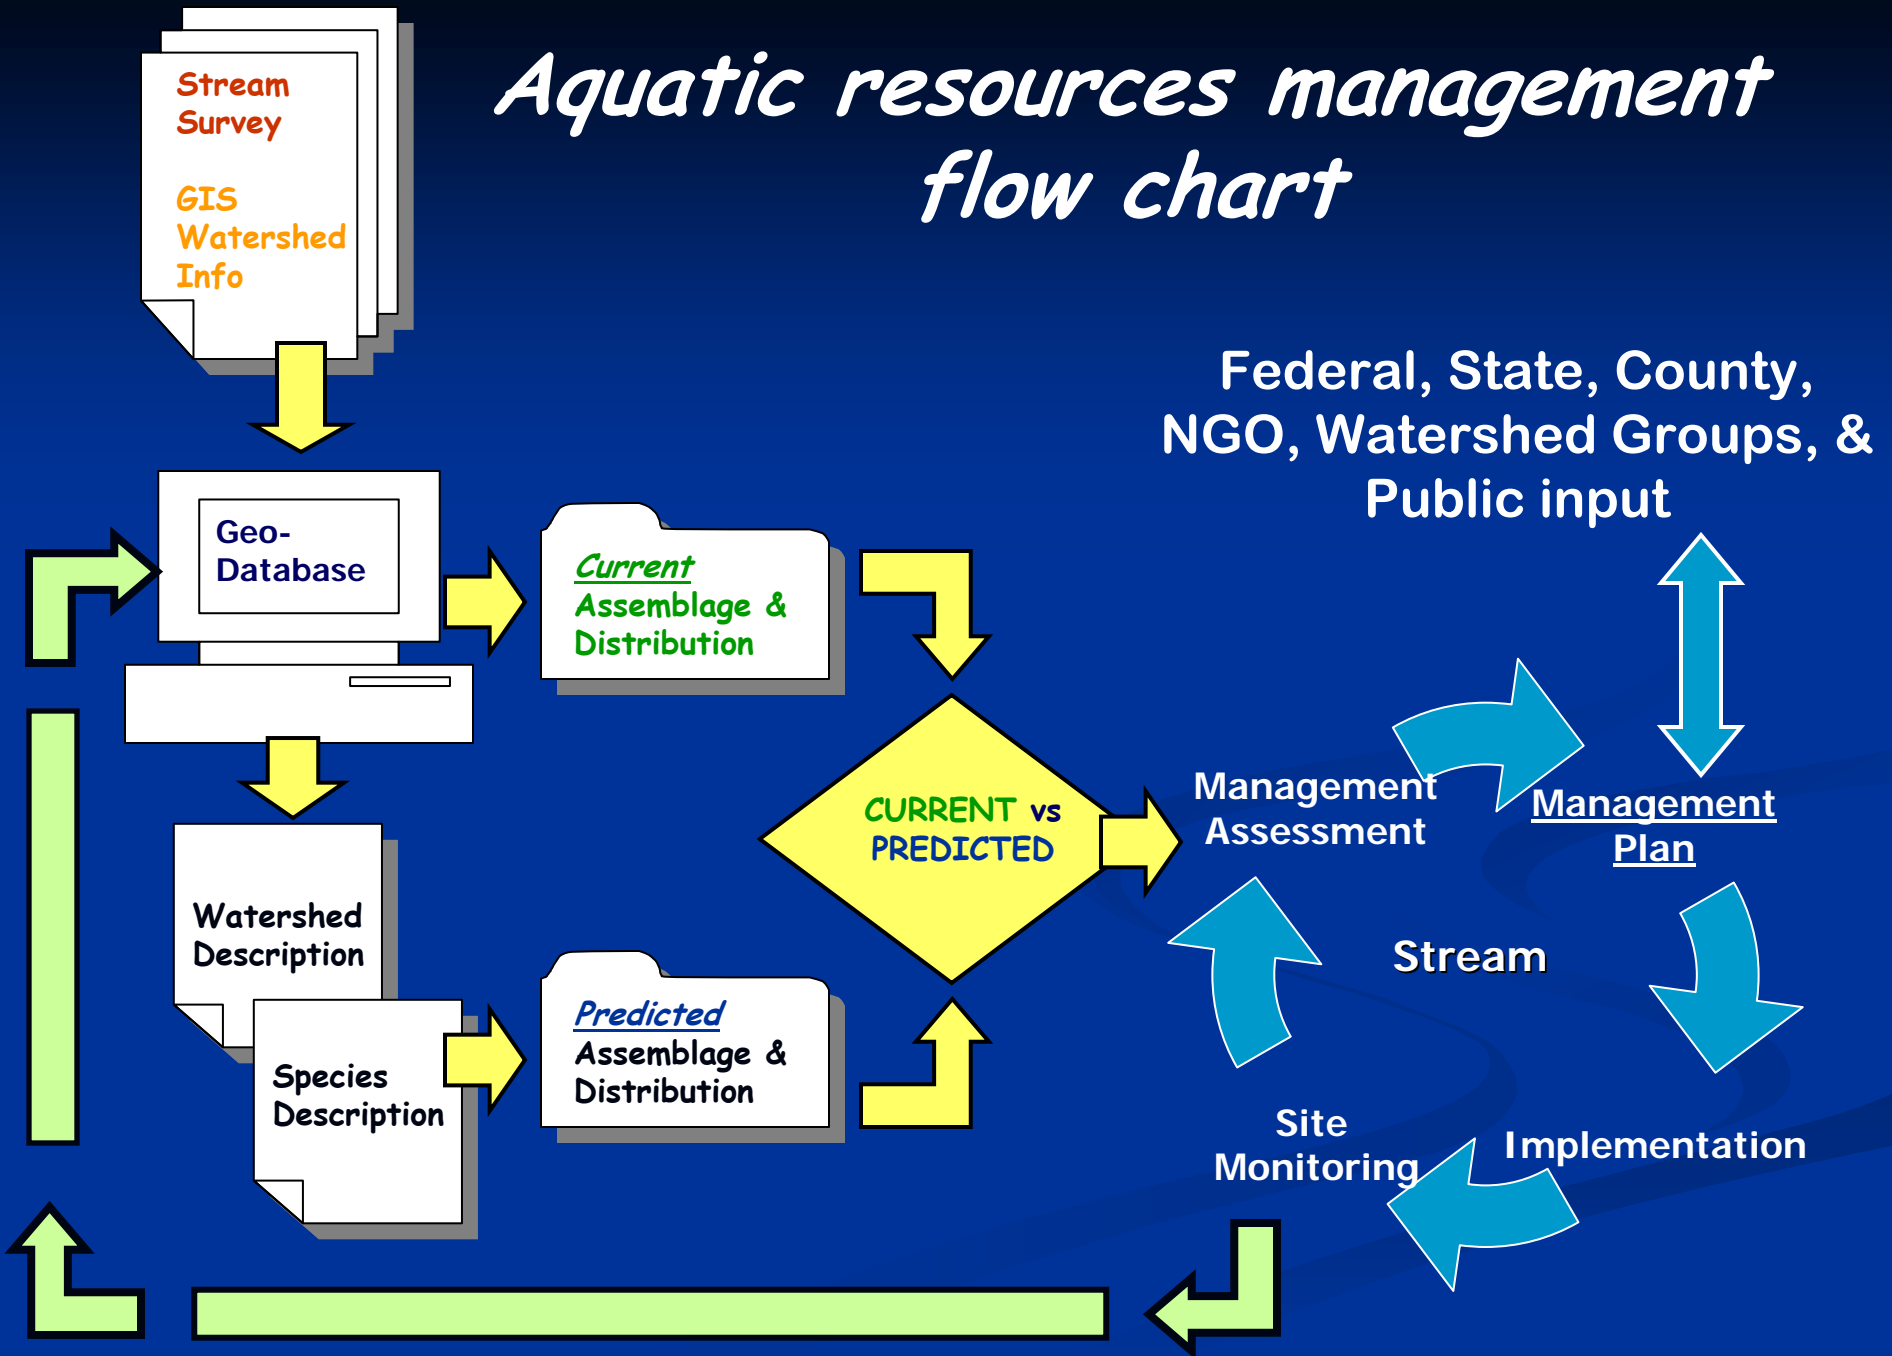 Aquatic resources management
flow chart
Stream
Survey
GIS
Watershed
Info
Federal, State, County,
NGO, Watershed Groups, &
Public input
Geo-
Database
Current
Assemblage &
Distribution
CURRENT vs
PREDICTED
Management
Assessment
Management
Plan
Watershed
Description
Stream
Species
Description
Predicted
Assemblage &
Distribution
Site
Monitoring
Implementation